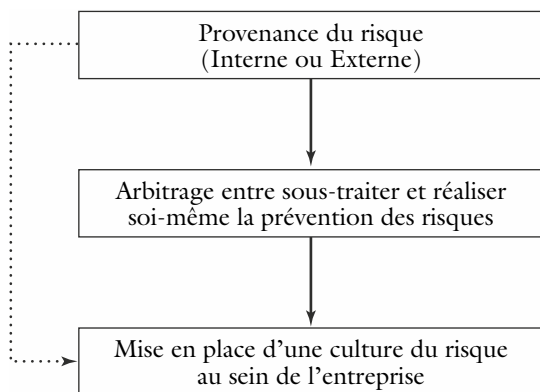 Provenance du risque
(Interne ou Externe)
Arbitrage entre sous-traiter et réaliser
soi-même la prévention des risques
Mise en place d’une culture du risque
au sein de l’entreprise